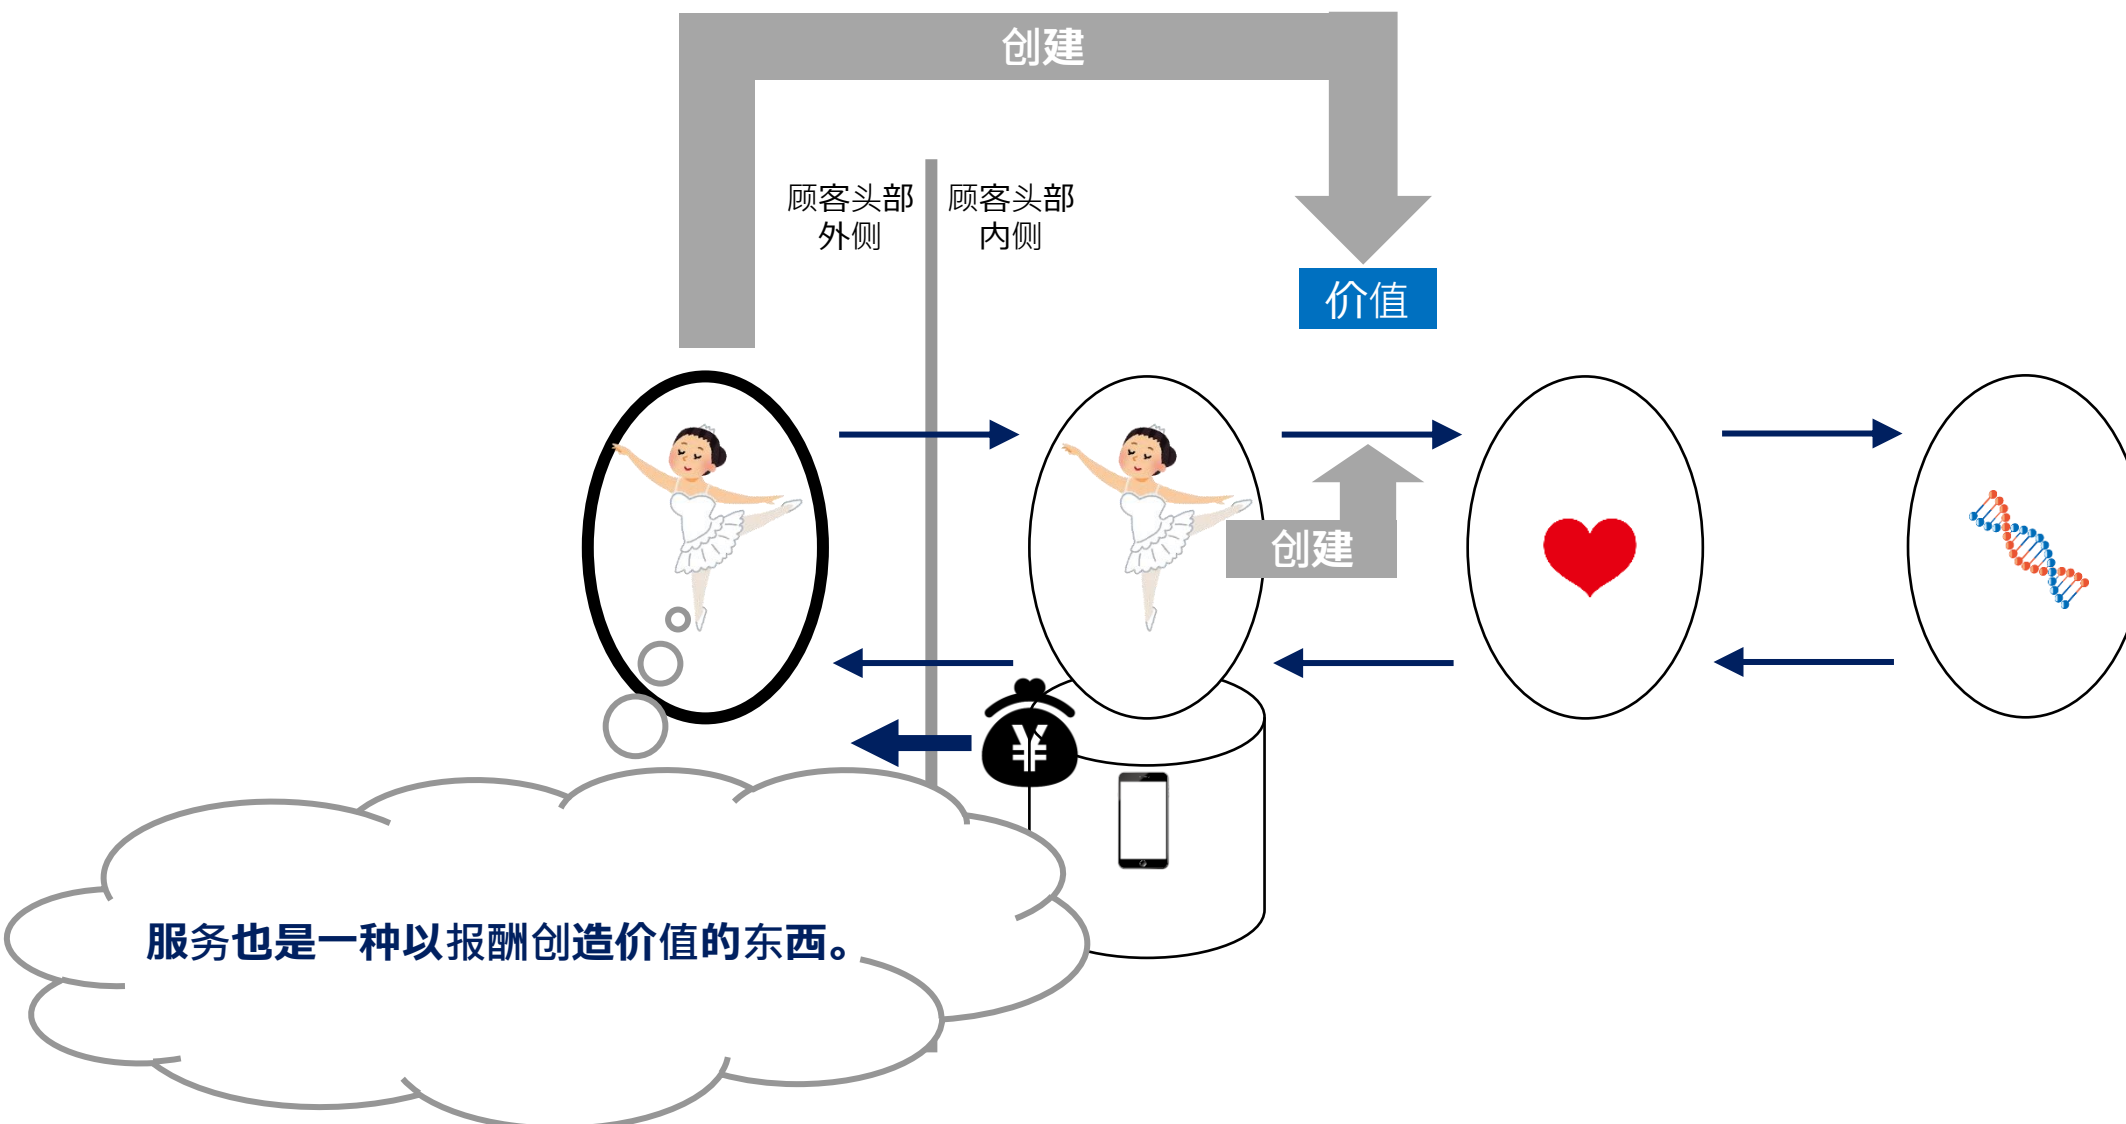 创建
顾客头部
外侧
顾客头部
内侧
价值
创建
¥
服务也是一种以报酬创造价值的东西。